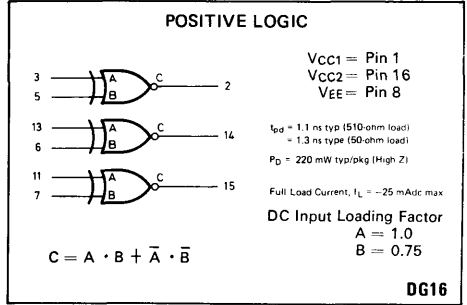 POSITIVE LOGIC
VCC1 = Pin 1
VCC2 = Pin 16
VEE = Pin 8
3 A C 2
5 B
13 A C 14
6 B
11 A C 15
7 B
tpd = 1.1 ns typ (510-ohm load)
= 1.3 ns type (50-ohm load)
PD = 220 mW typ/pkg (High Z)
Full Load Current, IL = −25 mAdc max
DC Input Loading Factor
A = 1.0
B = 0.75
C = A · B + A̅ · B̅
DG16